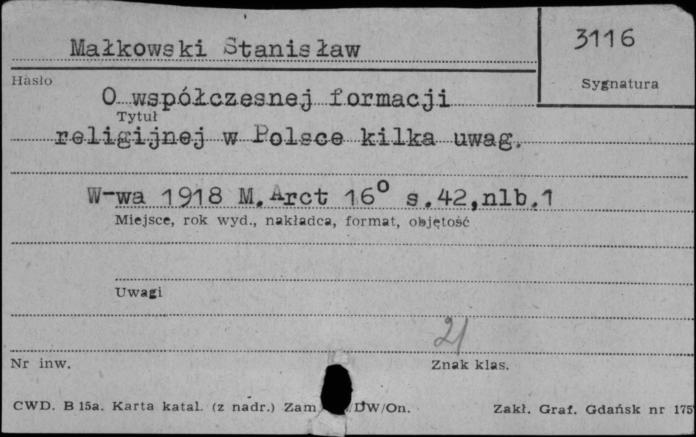 Małkowski Stanisław
3116
Hasło
Sygnatura
O współczesnej formacji
Tytuł
religijnej w Polsce kilka uwag.
W-wa 1918 M.Arct 16° s.42,nlb.1
Miejsce, rok wyd., nakładca, format, objętość
Uwagi
21
Nr inw.
Znak klas.
CWD. B 15a. Karta katal. (z nadr.) Zam /DW/On.
Zakł. Graf. Gdańsk nr 175